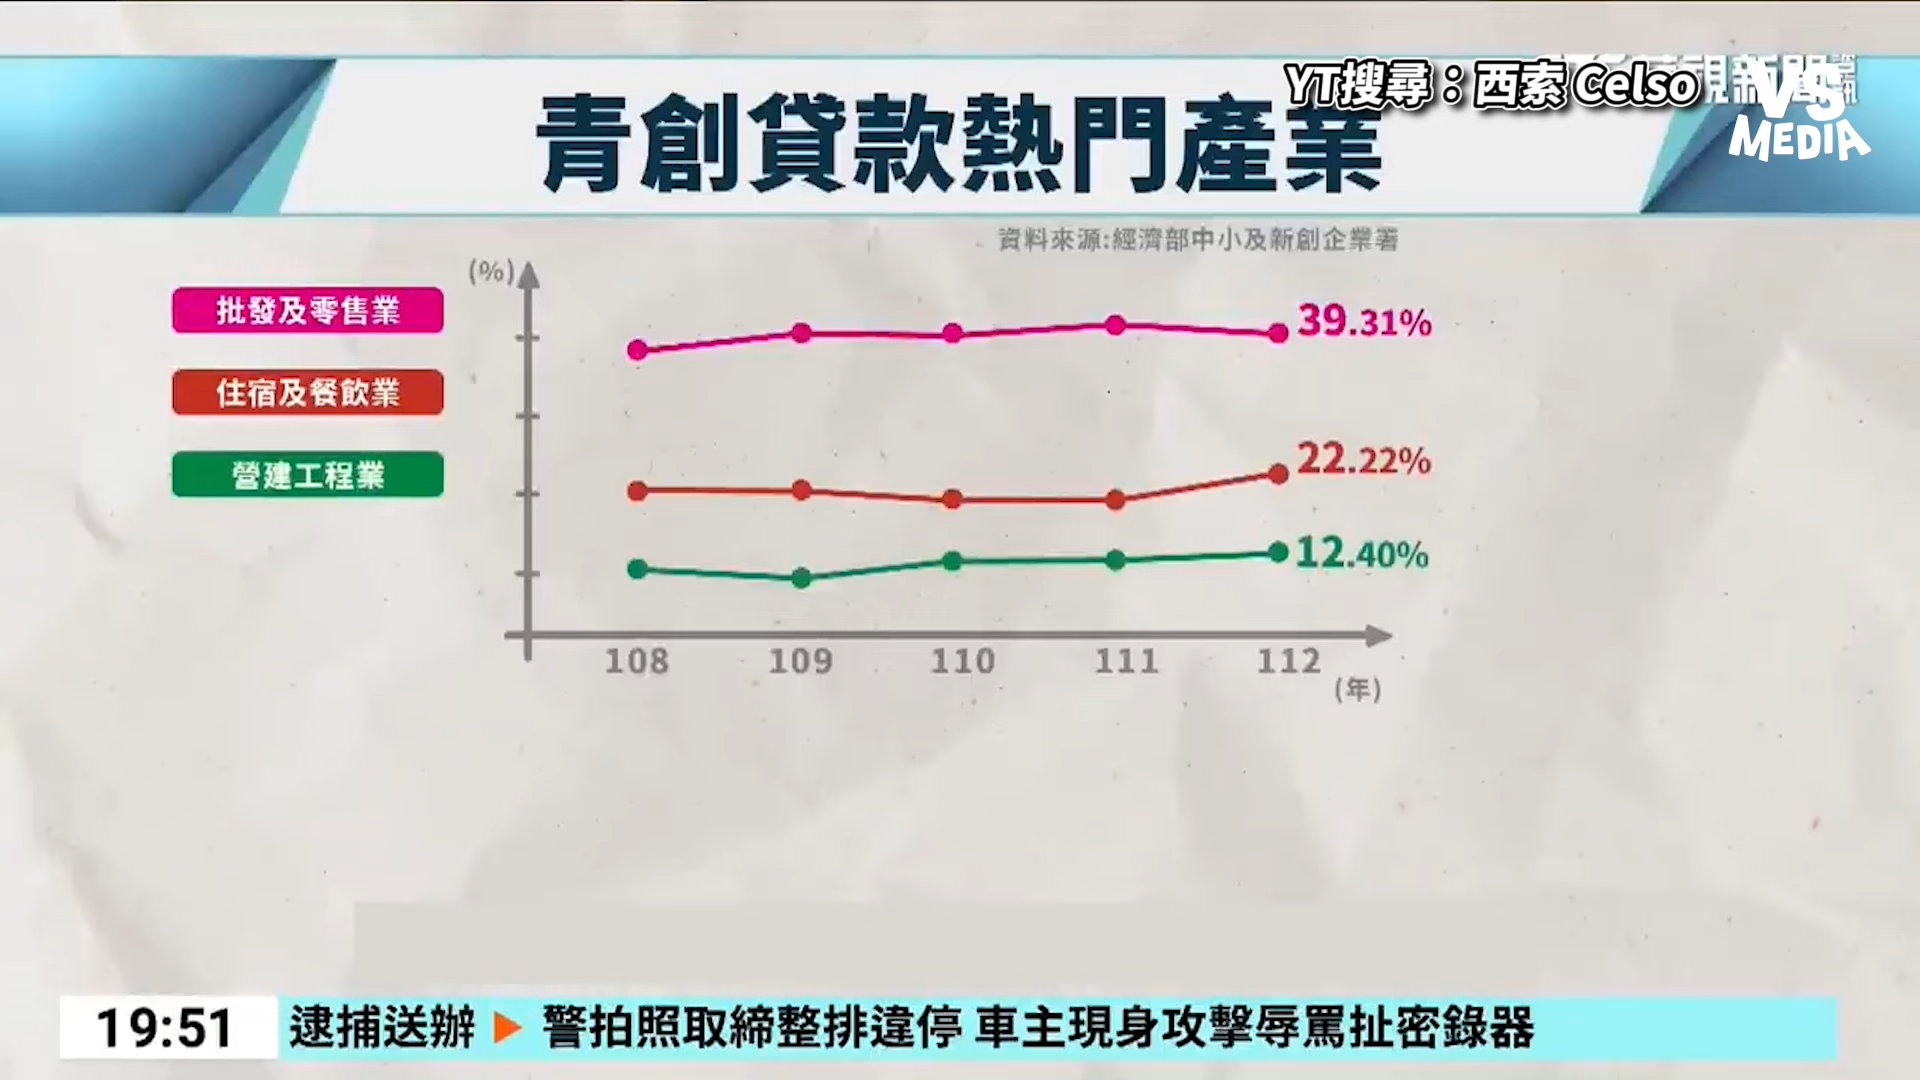 YT搜尋：西索 Celso
VS
MEDIA
青創貸款熱門產業
資料來源:經濟部中小及新創企業署
(%)
批發及零售業
住宿及餐飲業
營建工程業
39.31%
22.22%
12.40%
108 109 110 111 112
(年)
19:51 逮捕送辦 ▶ 警拍照取締整排違停 車主現身攻擊辱罵扯密錄器